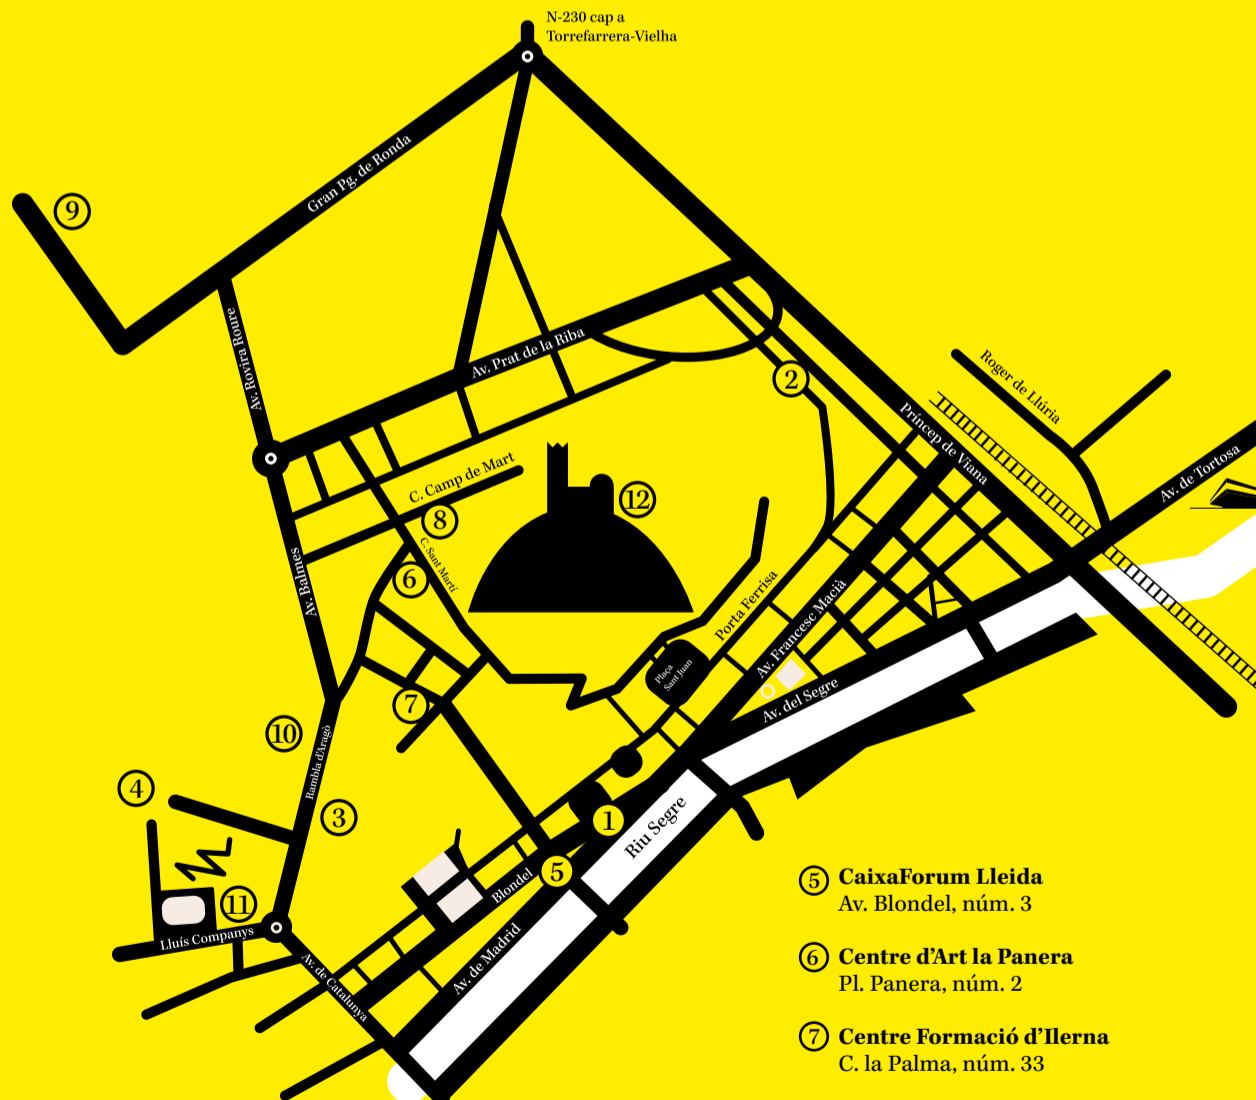 N-230 cap a
Torrefarrera-Vielha
Gran Pg. de Ronda
9
Av. Rovira Roure
Av. Prat de la Riba
2
Roger de Llúria
Príncep de Viana
Av. de Tortosa
C. Camp de Mart
12
8
C. Sant Martí
6
Av. Balmes
Porta Ferrisa
Av. Francesc Macià
Plaça
Sant Juan
Av. del Segre
7
10
Rambla d'Aragò
4
3
1
Riu Segre
5
Blondel
11
Lluís Companys
Av. de Madrid
Av. de Catalunya
5 CaixaForum Lleida
Av. Blondel, núm. 3
6 Centre d’Art la Panera
Pl. Panera, núm. 2
7 Centre Formació d’Ilerna
C. la Palma, núm. 33